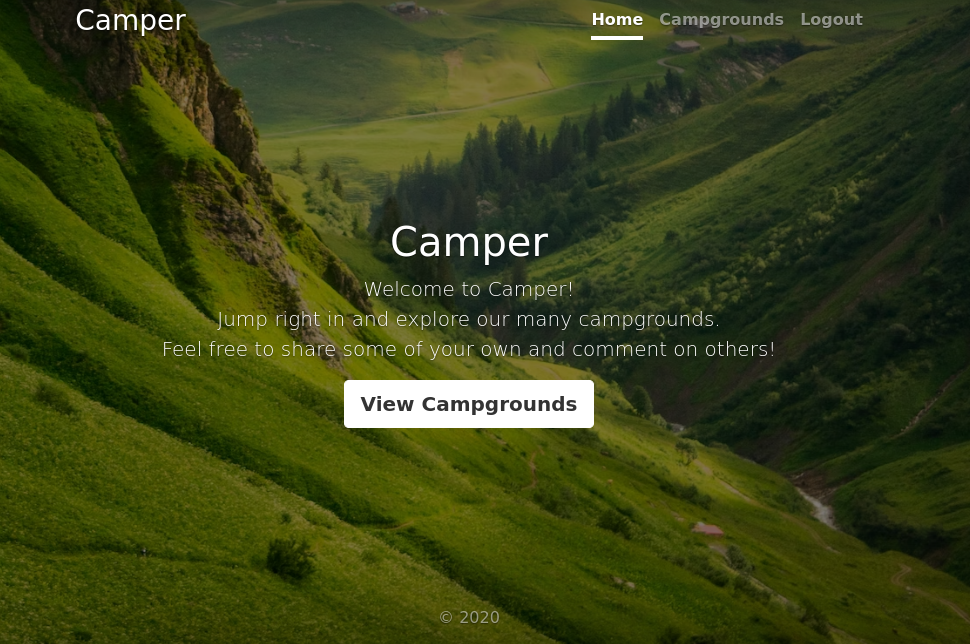 Camper
Home Campgrounds Logout
Camper
Welcome to Camper!
Jump right in and explore our many campgrounds.
Feel free to share some of your own and comment on others!
View Campgrounds
© 2020